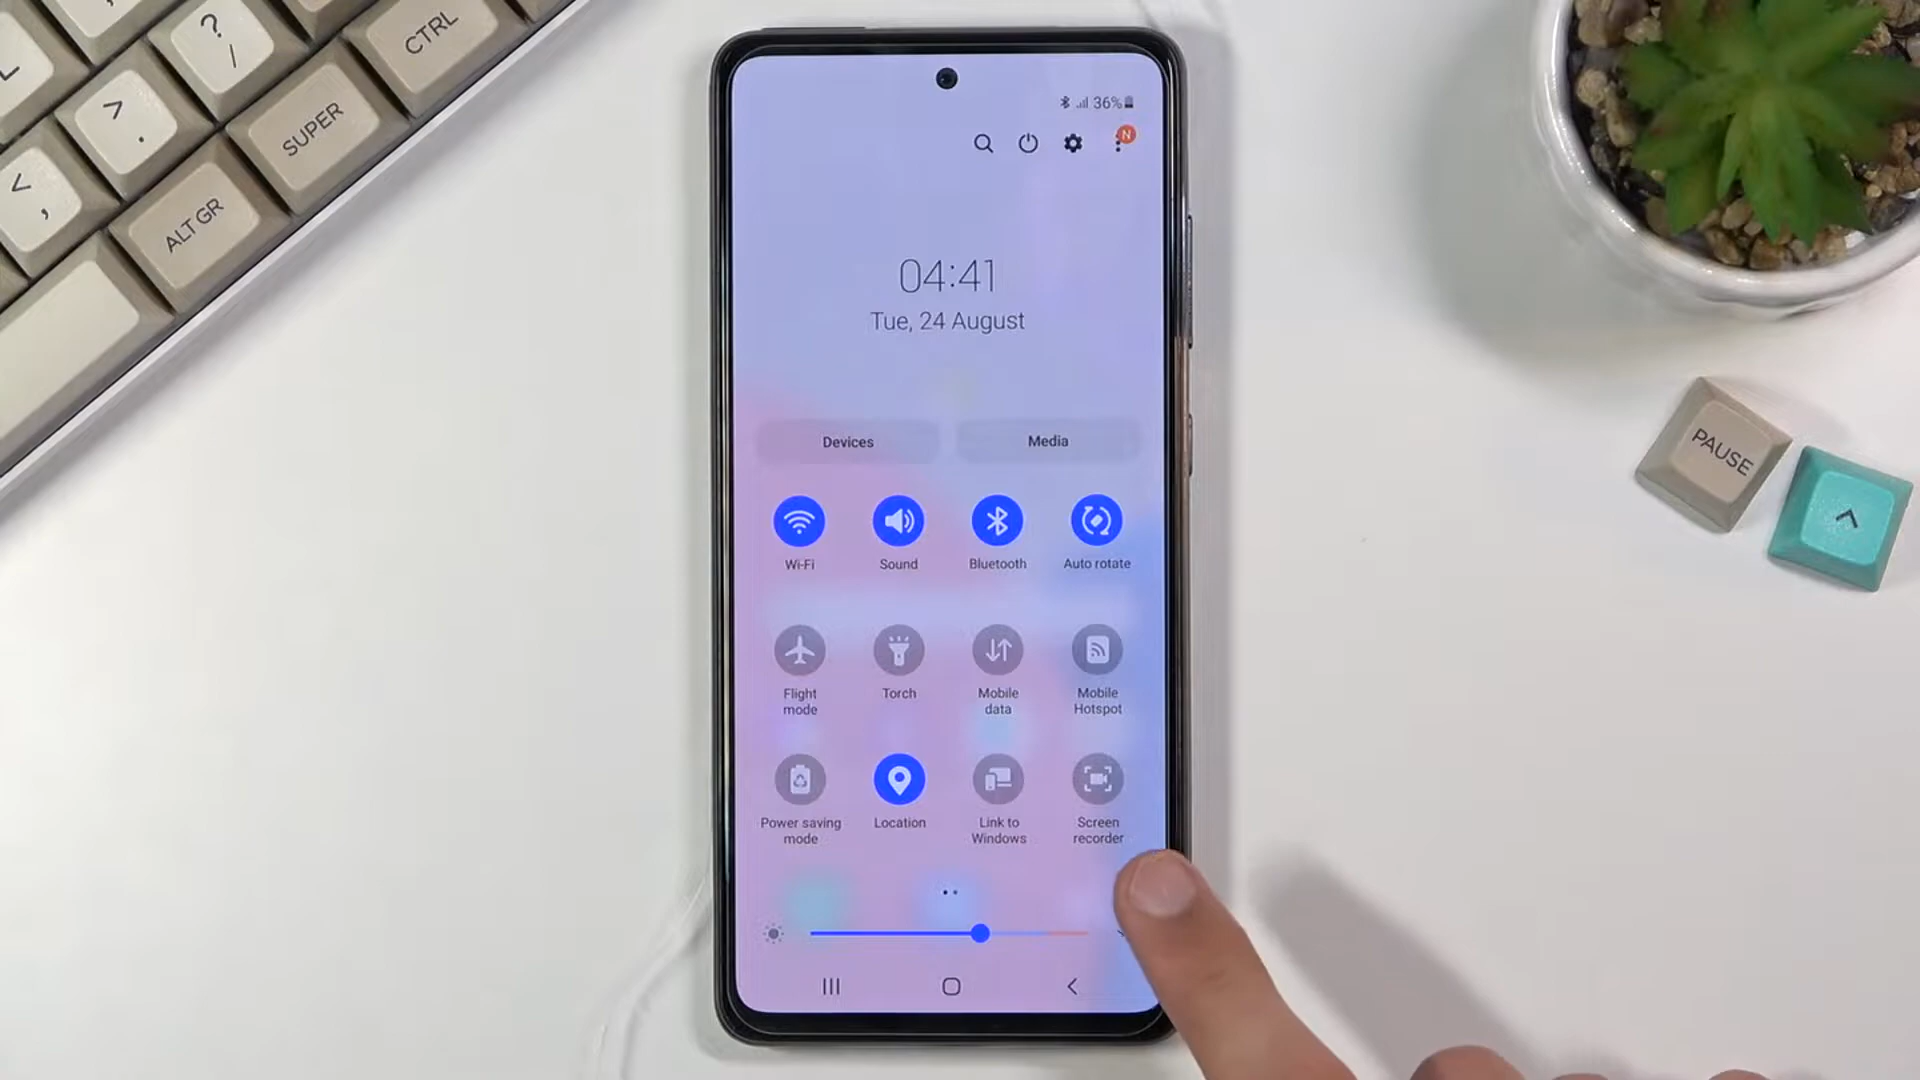 ?
/
CTRL
>
.
SUPER
<
,
ALT GR
36%
N
04:41
Tue, 24 August
Devices
Media
Wi-Fi
Sound
Bluetooth
Auto rotate
Flight
mode
Torch
Mobile
data
Mobile
Hotspot
Power saving
mode
Location
Link to
Windows
Screen
recorder
PAUSE